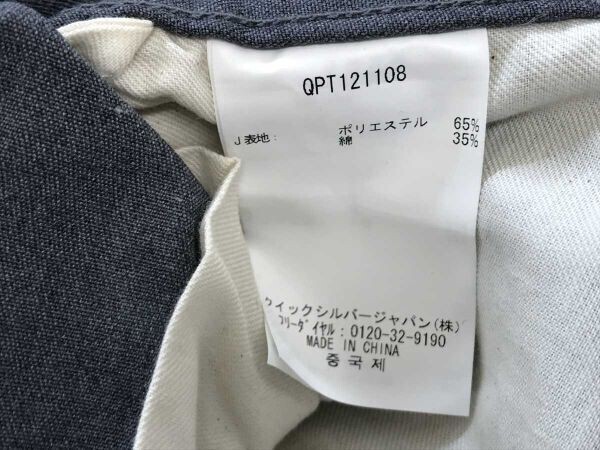 QPT121108
J表地: ポリエステル 65%
綿 35%
クイックシルバージャパン(株)
フリーダイヤル:0120-32-9190
MADE IN CHINA
중국제